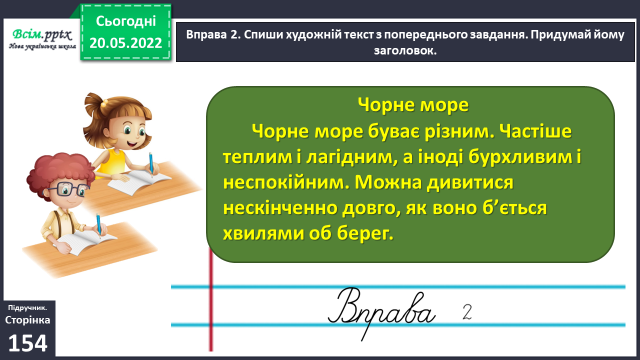 Всім.pptx
Нова українська школа
Сьогодні
20.05.2022
Вправа 2. Спиши художній текст з попереднього завдання. Придумай йому
заголовок.
Чорне море
Чорне море буває різним. Частіше
теплим і лагідним, а іноді бурхливим і
неспокійним. Можна дивитися
нескінченно довго, як воно б’ється
хвилями об берег.
Вправа 2
Підручник.
Сторінка
154